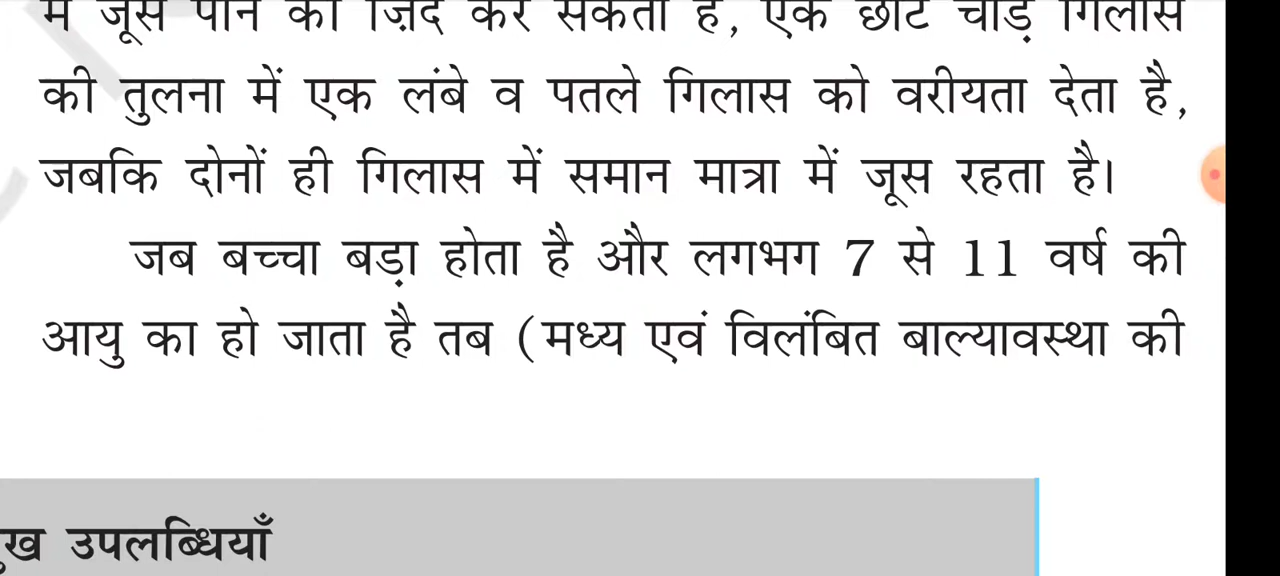 में जूस पीने की ज़िद कर सकता है, एक छोटे चौड़े गिलास
की तुलना में एक लंबे व पतले गिलास को वरीयता देता है,
जबकि दोनों ही गिलास में समान मात्रा में जूस रहता है।
जब बच्चा बड़ा होता है और लगभग 7 से 11 वर्ष की
आयु का हो जाता है तब (मध्य एवं विलंबित बाल्यावस्था की
उपलब्धियाँ